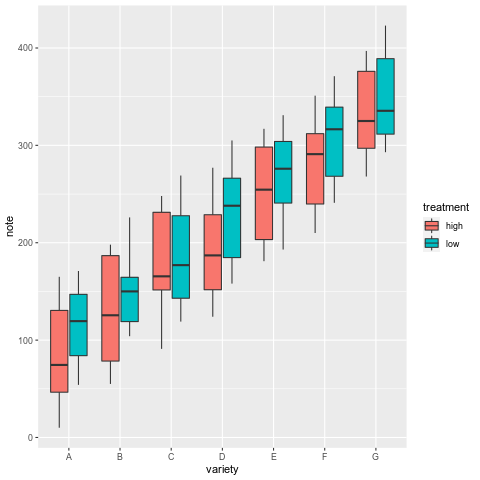 note
400
300
200
100
0
A B C D E F G
variety
treatment
high
low